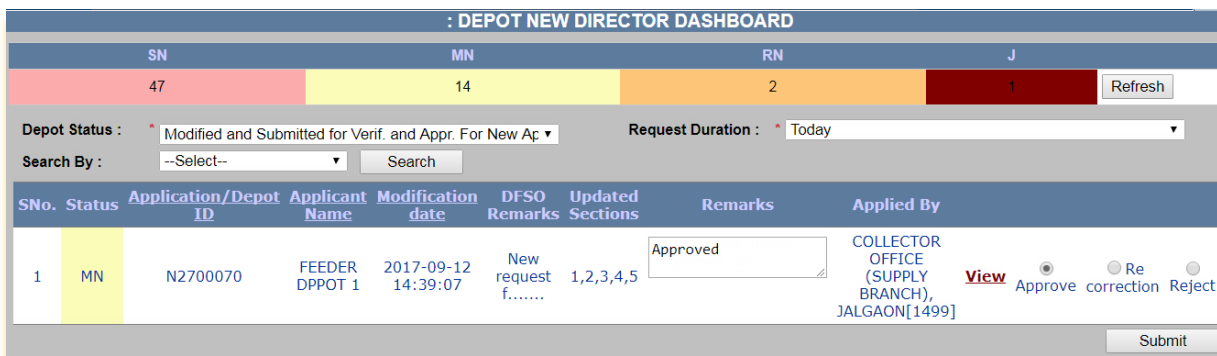 : DEPOT NEW DIRECTOR DASHBOARD
SN MN RN J
47 14 2 1 Refresh
Depot Status : * Modified and Submitted for Verif. and Appr. For New Ap Request Duration : * Today
Search By : --Select-- Search
SNo. Status Application/Depot ID Applicant Name Modification date DFSO Remarks Updated Sections Remarks Applied By
1 MN N2700070 FEEDER DPPOT 1 2017-09-12 14:39:07 New request f....... 1,2,3,4,5 Approved COLLECTOR OFFICE (SUPPLY BRANCH), JALGAON[1499] View Approve Re correction Reject
Submit